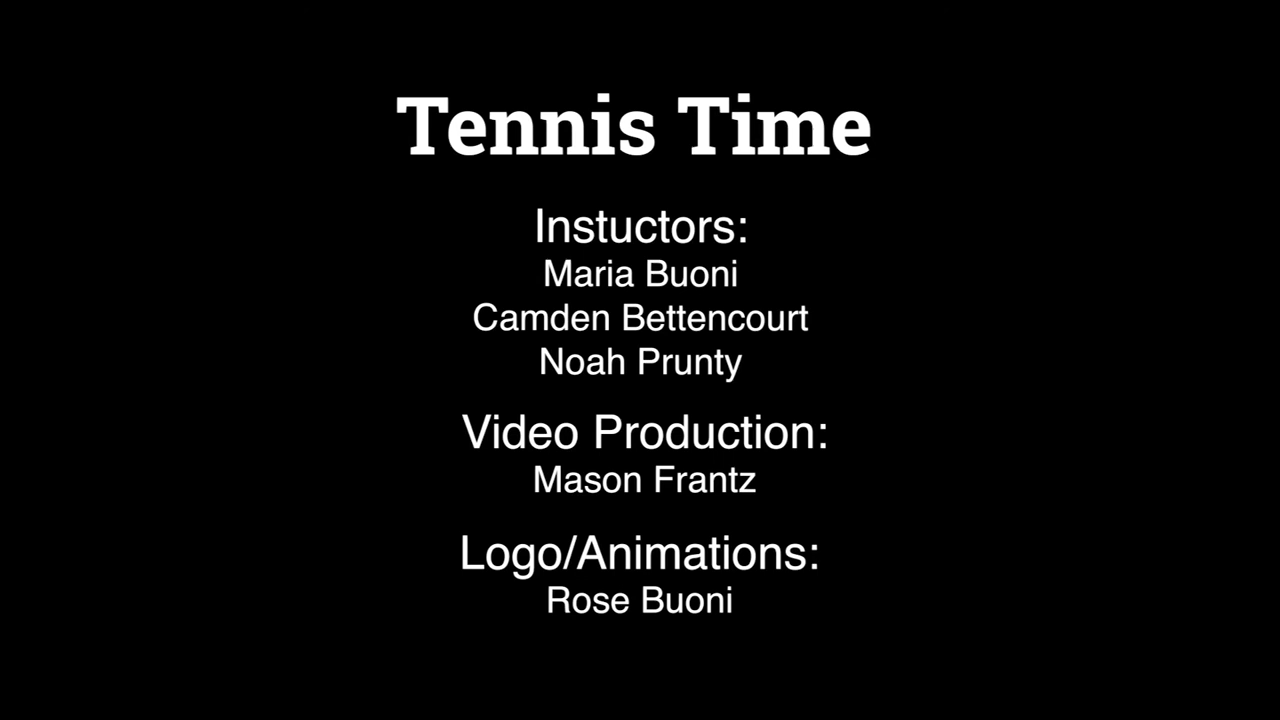 Tennis Time
Instuctors:
Maria Buoni
Camden Bettencourt
Noah Prunty
Video Production:
Mason Frantz
Logo/Animations:
Rose Buoni